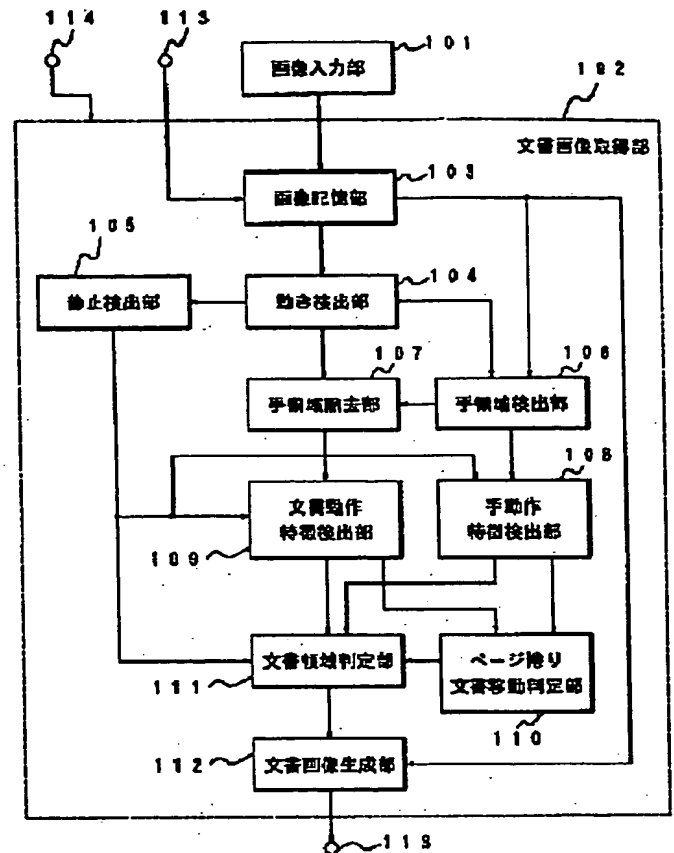 114
113
101
画像入力部
102
文書画像取得部
103
画像記憶部
105
104
静止検出部
動き検出部
107
106
手領域除去部
手領域検出部
108
文書動作
特徴検出部
手動作
特徴検出部
109
文書領域判定部
ページ捲り
文書移動判定部
111
110
112
文書画像生成部